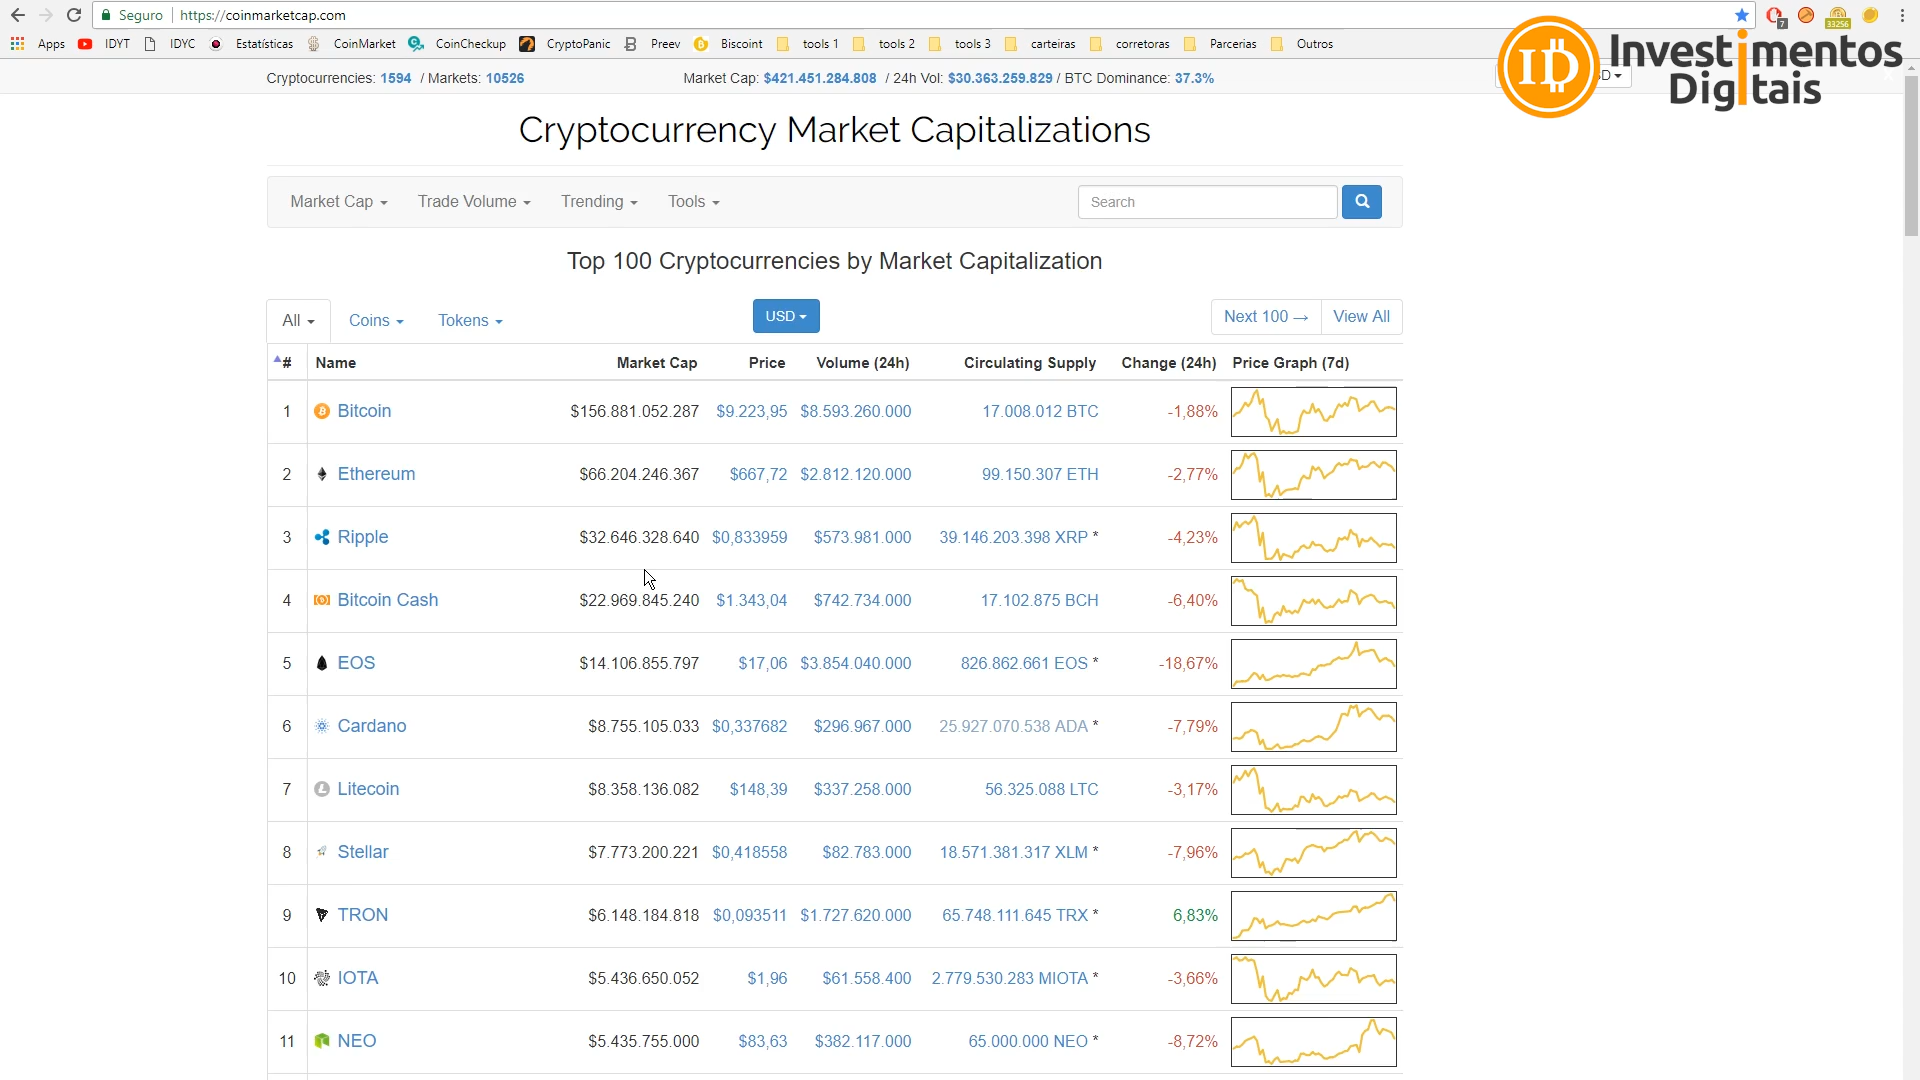 Seguro https://coinmarketcap.com
7 33256
Apps IDYT IDYC Estatísticas CoinMarket CoinCheckup CryptoPanic Preev Biscoint tools 1 tools 2 tools 3 carteiras corretoras Parcerias Outros
Investimentos
Digitais
Cryptocurrencies: 1594 / Markets: 10526 Market Cap: $421.451.284.808 / 24h Vol: $30.363.259.829 / BTC Dominance: 37.3%
Cryptocurrency Market Capitalizations
Market Cap Trade Volume Trending Tools Search
Top 100 Cryptocurrencies by Market Capitalization
All Coins Tokens USD Next 100 → View All
# Name Market Cap Price Volume (24h) Circulating Supply Change (24h) Price Graph (7d)
1 Bitcoin $156.881.052.287 $9.223,95 $8.593.260.000 17.008.012 BTC -1,88%
2 Ethereum $66.204.246.367 $667,72 $2.812.120.000 99.150.307 ETH -2,77%
3 Ripple $32.646.328.640 $0,833959 $573.981.000 39.146.203.398 XRP * -4,23%
4 Bitcoin Cash $22.969.845.240 $1.343,04 $742.734.000 17.102.875 BCH -6,40%
5 EOS $14.106.855.797 $17,06 $3.854.040.000 826.862.661 EOS * -18,67%
6 Cardano $8.755.105.033 $0,337682 $296.967.000 25.927.070.538 ADA * -7,79%
7 Litecoin $8.358.136.082 $148,39 $337.258.000 56.325.088 LTC -3,17%
8 Stellar $7.773.200.221 $0,418558 $82.783.000 18.571.381.317 XLM * -7,96%
9 TRON $6.148.184.818 $0,093511 $1.727.620.000 65.748.111.645 TRX * 6,83%
10 IOTA $5.436.650.052 $1,96 $61.558.400 2.779.530.283 MIOTA * -3,66%
11 NEO $5.435.755.000 $83,63 $382.117.000 65.000.000 NEO * -8,72%